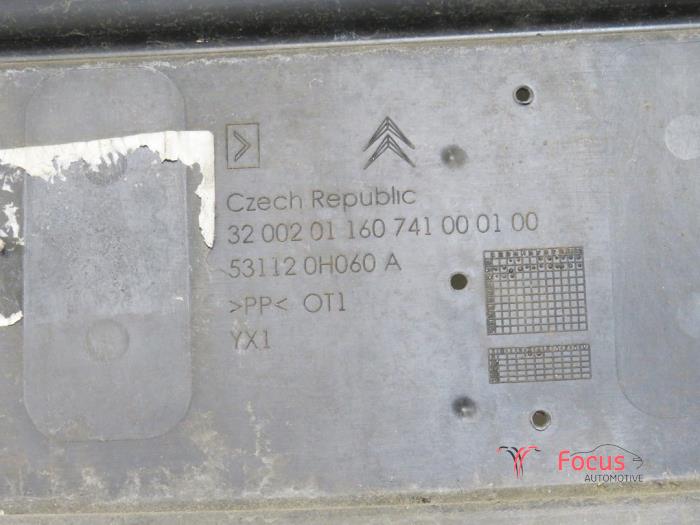 Czech Republic
32 002 01 160 741 00 01 00
53112 0H060 A
>PP< OT1
YX1
Focus
AUTOMOTIVE